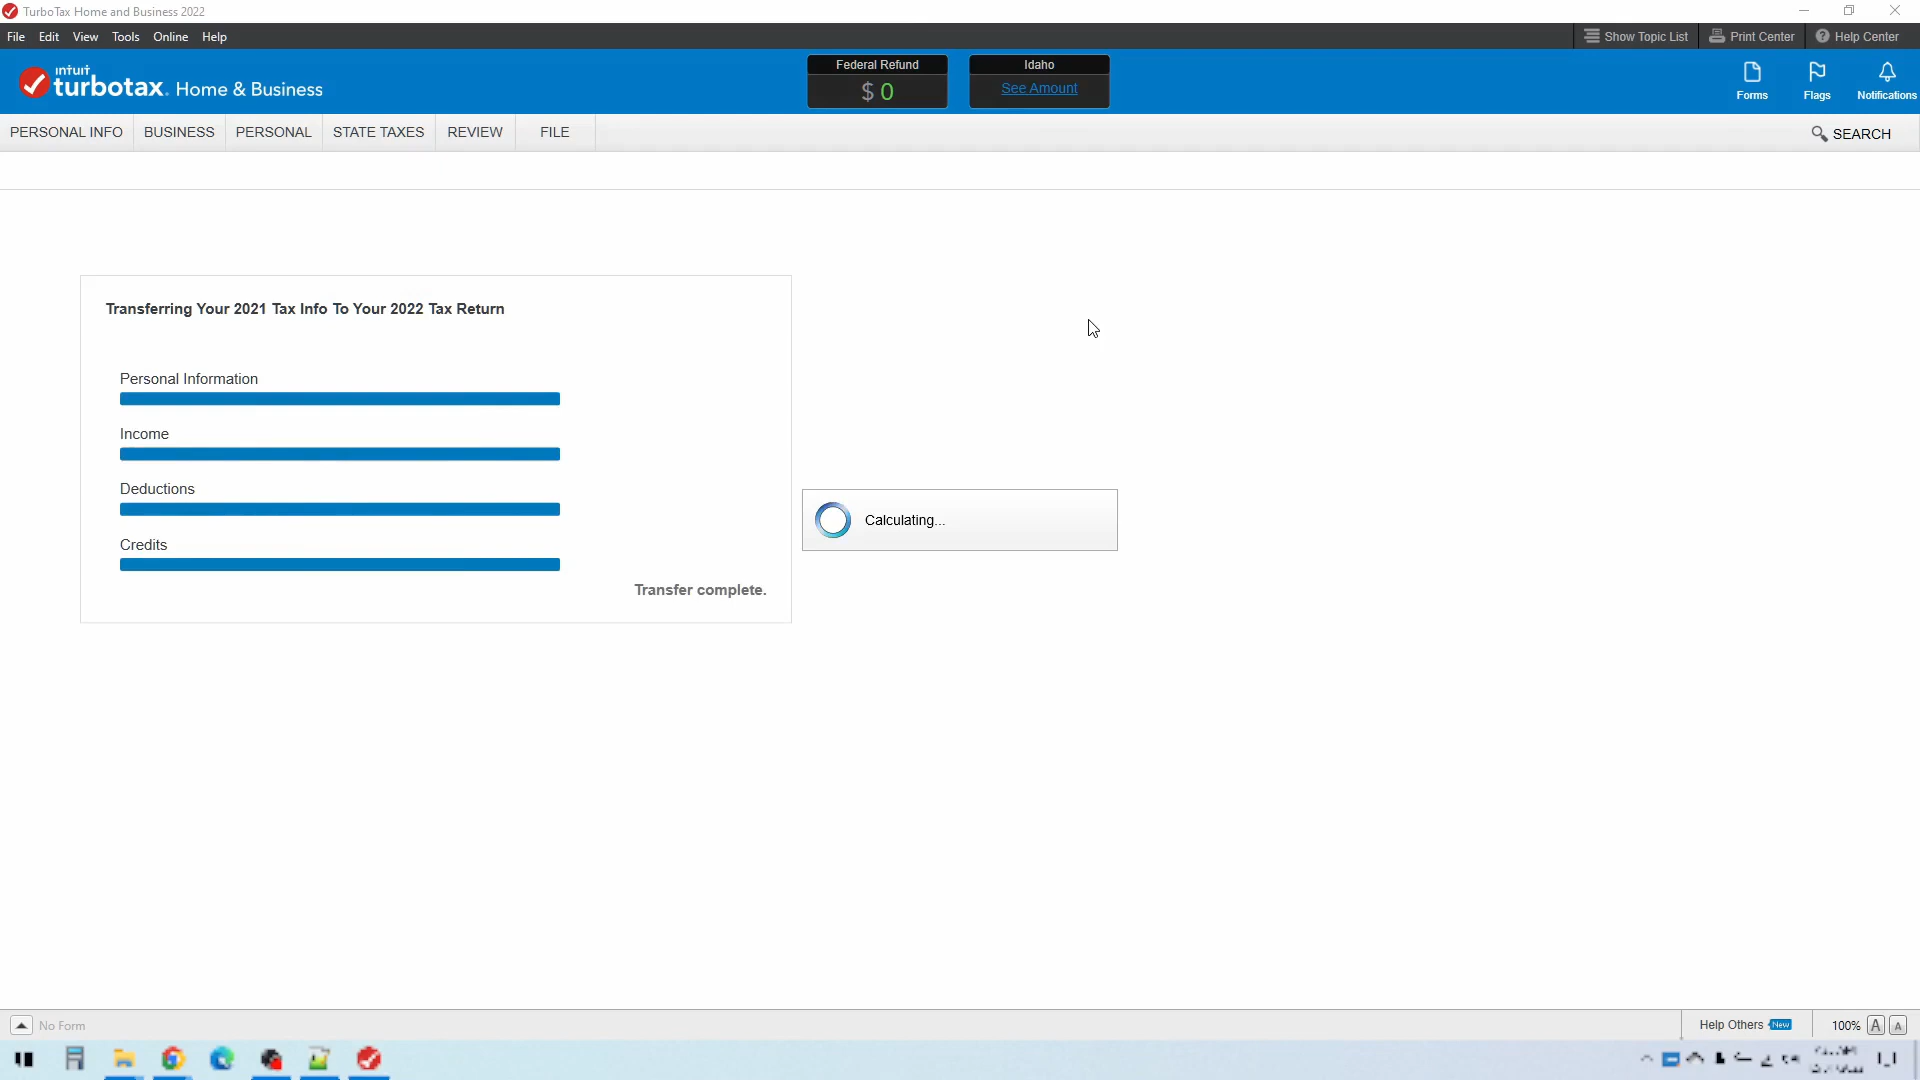 TurboTax Home and Business 2022
File Edit View Tools Online Help
Show Topic List Print Center Help Center
intuit
turbotax. Home & Business
Federal Refund
$ 0
Idaho
See Amount
Forms Flags Notifications
PERSONAL INFO BUSINESS PERSONAL STATE TAXES REVIEW FILE
SEARCH
Transferring Your 2021 Tax Info To Your 2022 Tax Return
Personal Information
Income
Deductions
Credits
Transfer complete.
Calculating...
No Form
Help Others New 100% A A